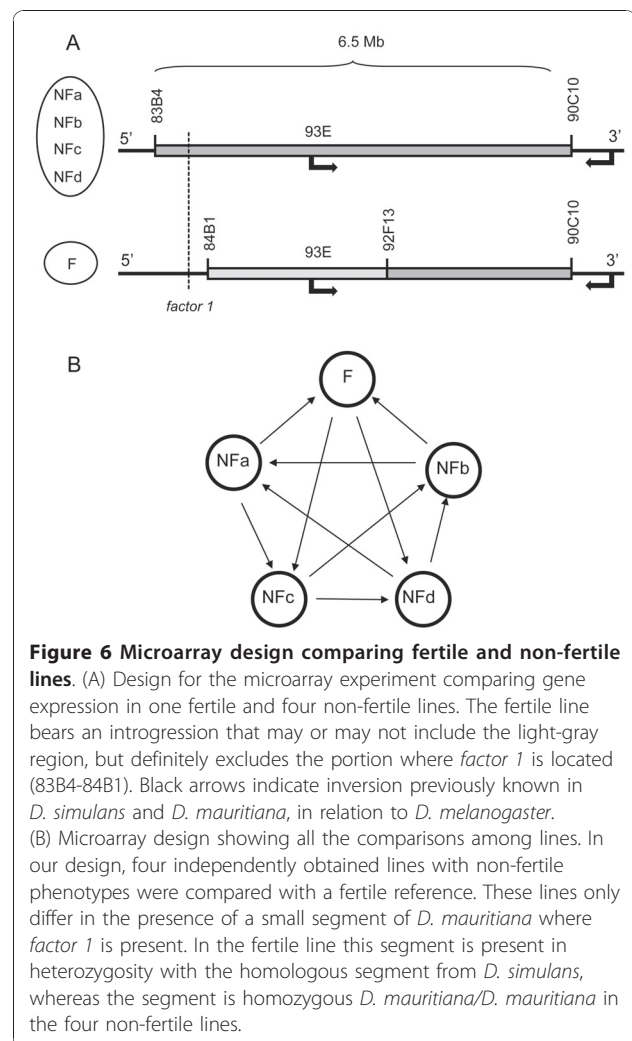 A
6.5 Mb
NFa
NFb
NFc
NFd
83B4
90C10
5'
93E
3'
84B1
92F13
90C10
F
5'
93E
3'
factor 1
B
F
NFa
NFb
NFc
NFd
Figure 6 Microarray design comparing fertile and non-fertile
lines. (A) Design for the microarray experiment comparing gene
expression in one fertile and four non-fertile lines. The fertile line
bears an introgression that may or may not include the light-gray
region, but definitely excludes the portion where factor 1 is located
(83B4-84B1). Black arrows indicate inversion previously known in
D. simulans and D. mauritiana, in relation to D. melanogaster.
(B) Microarray design showing all the comparisons among lines. In
our design, four independently obtained lines with non-fertile
phenotypes were compared with a fertile reference. These lines only
differ in the presence of a small segment of D. mauritiana where
factor 1 is present. In the fertile line this segment is present in
heterozygosity with the homologous segment from D. simulans,
whereas the segment is homozygous D. mauritiana/D. mauritiana in
the four non-fertile lines.